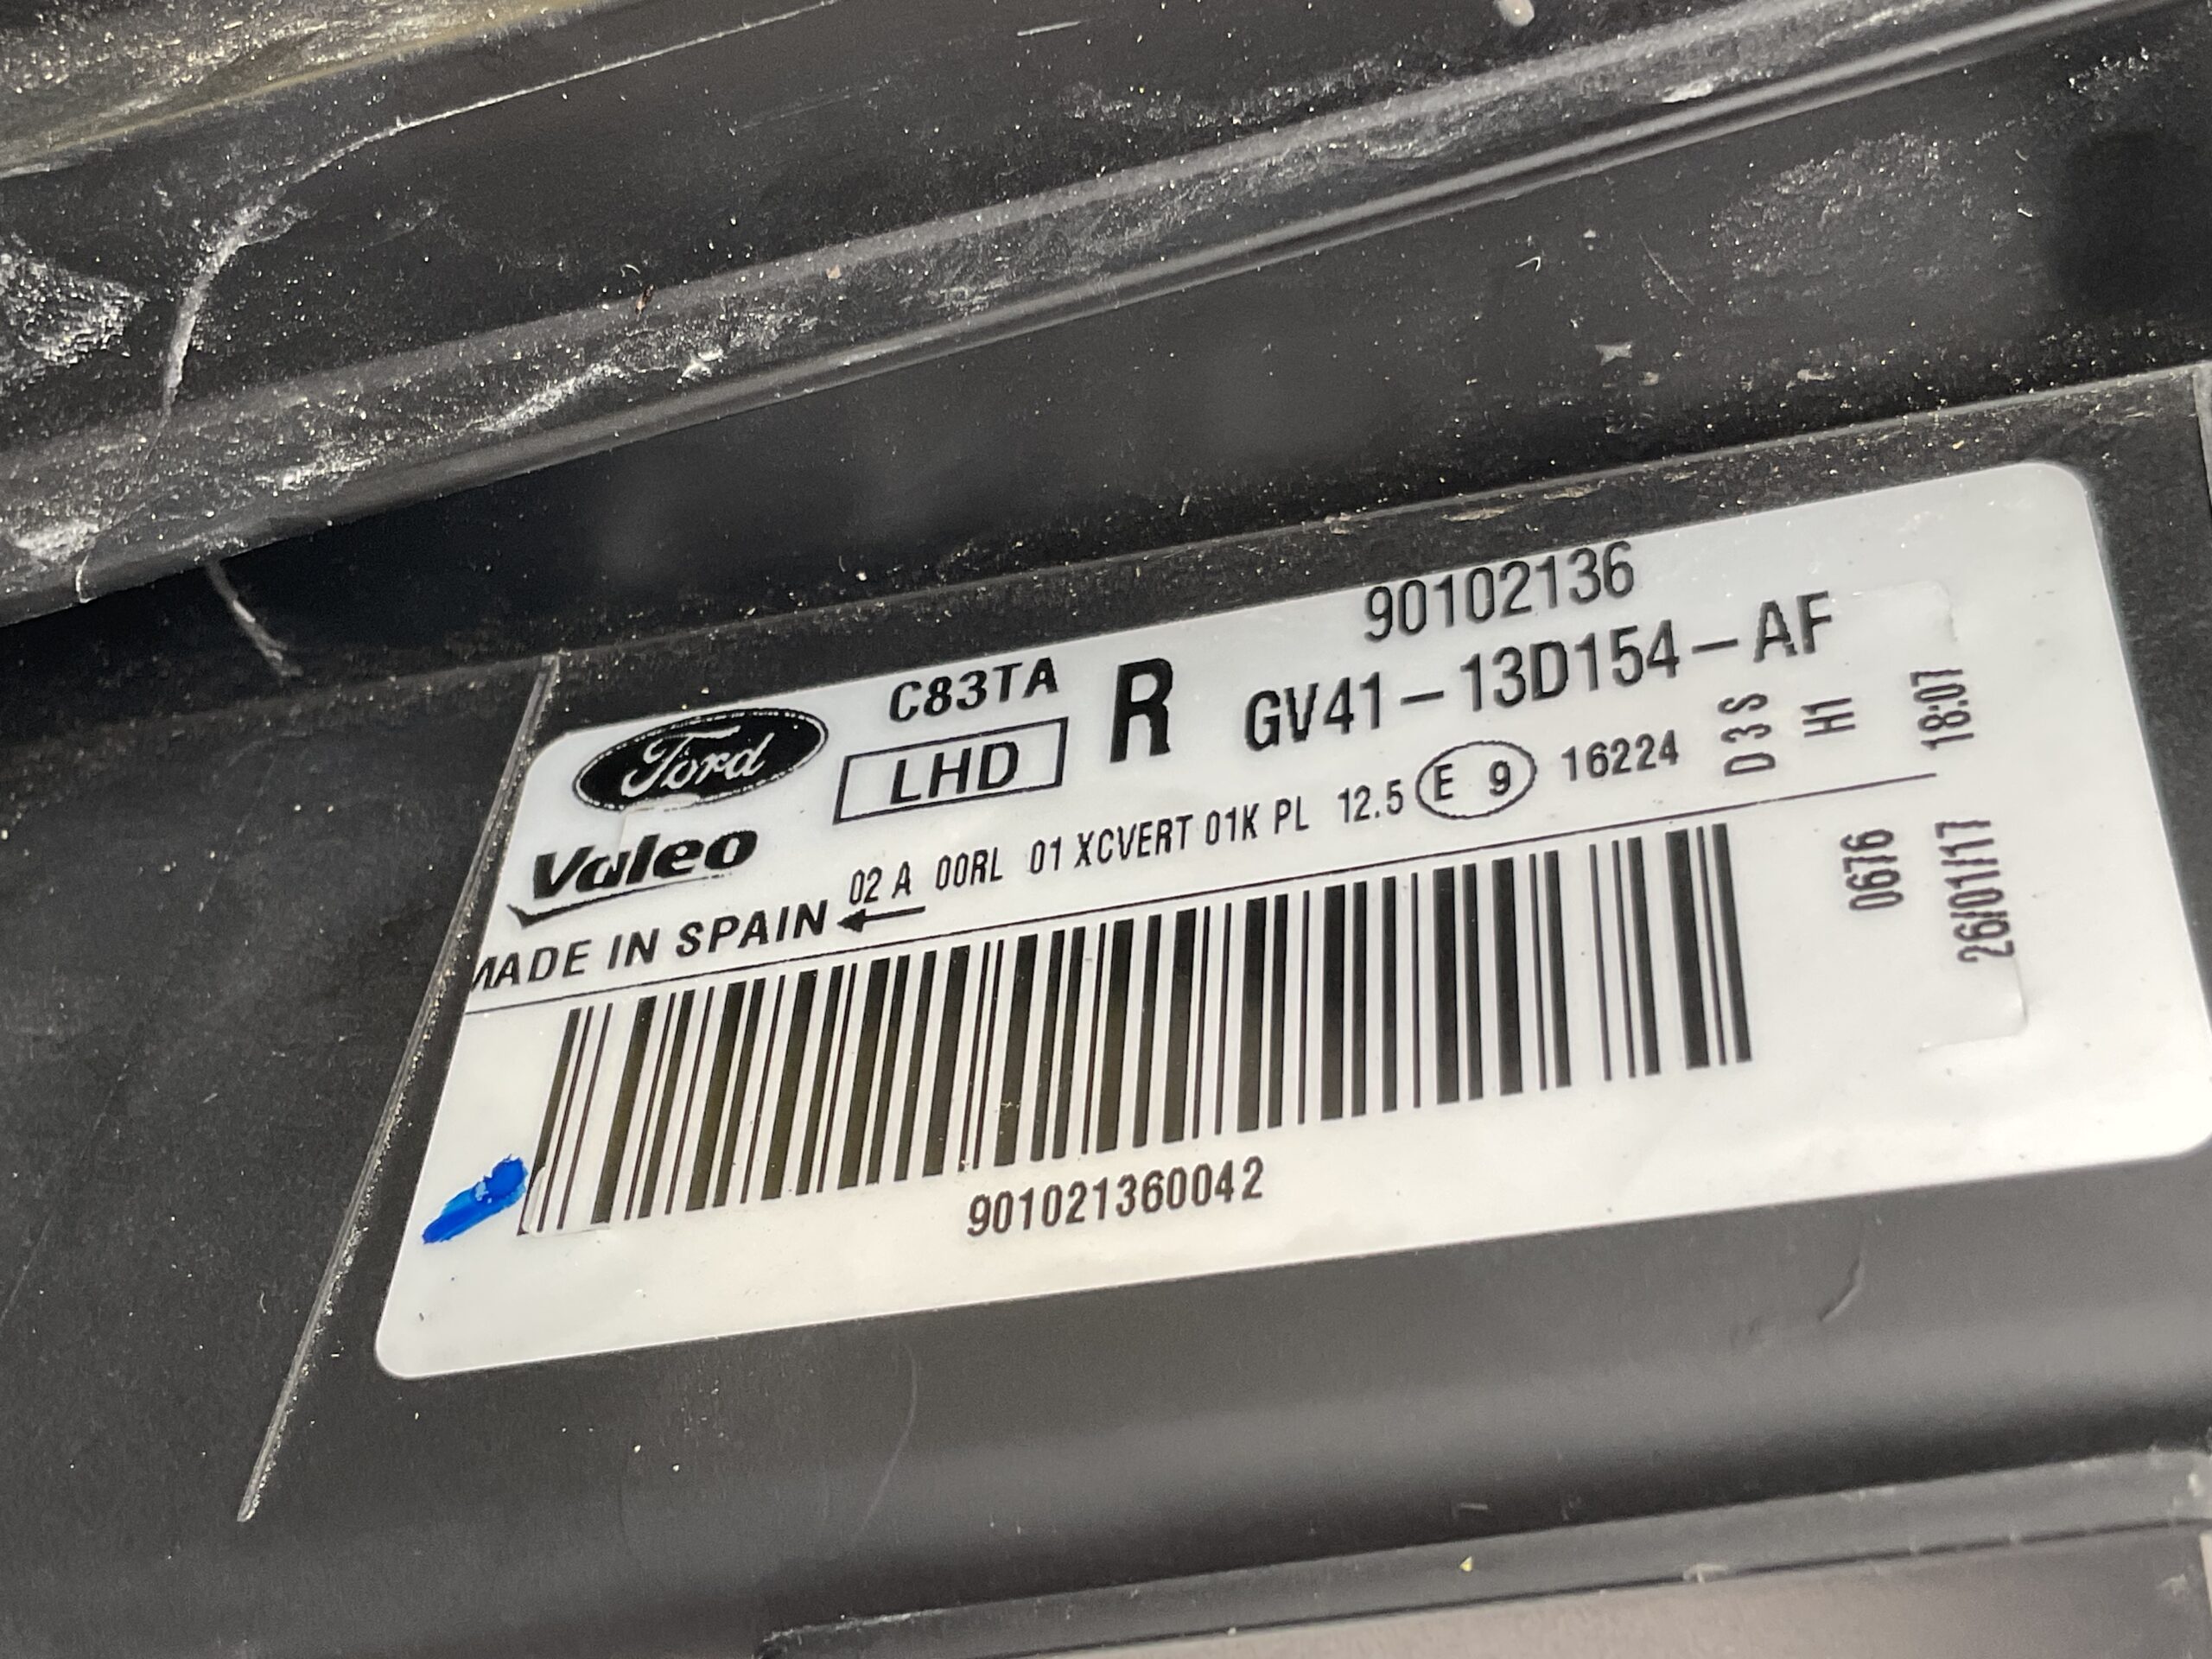 90102136
C83TA R GV41-13D154-AF
Ford LHD
Valeo 02 A 00RL 01 XCVERT 01K PL 12.5 E 9 16224
D3S
H1
18:07
MADE IN SPAIN
0676
26/01/17
901021360042